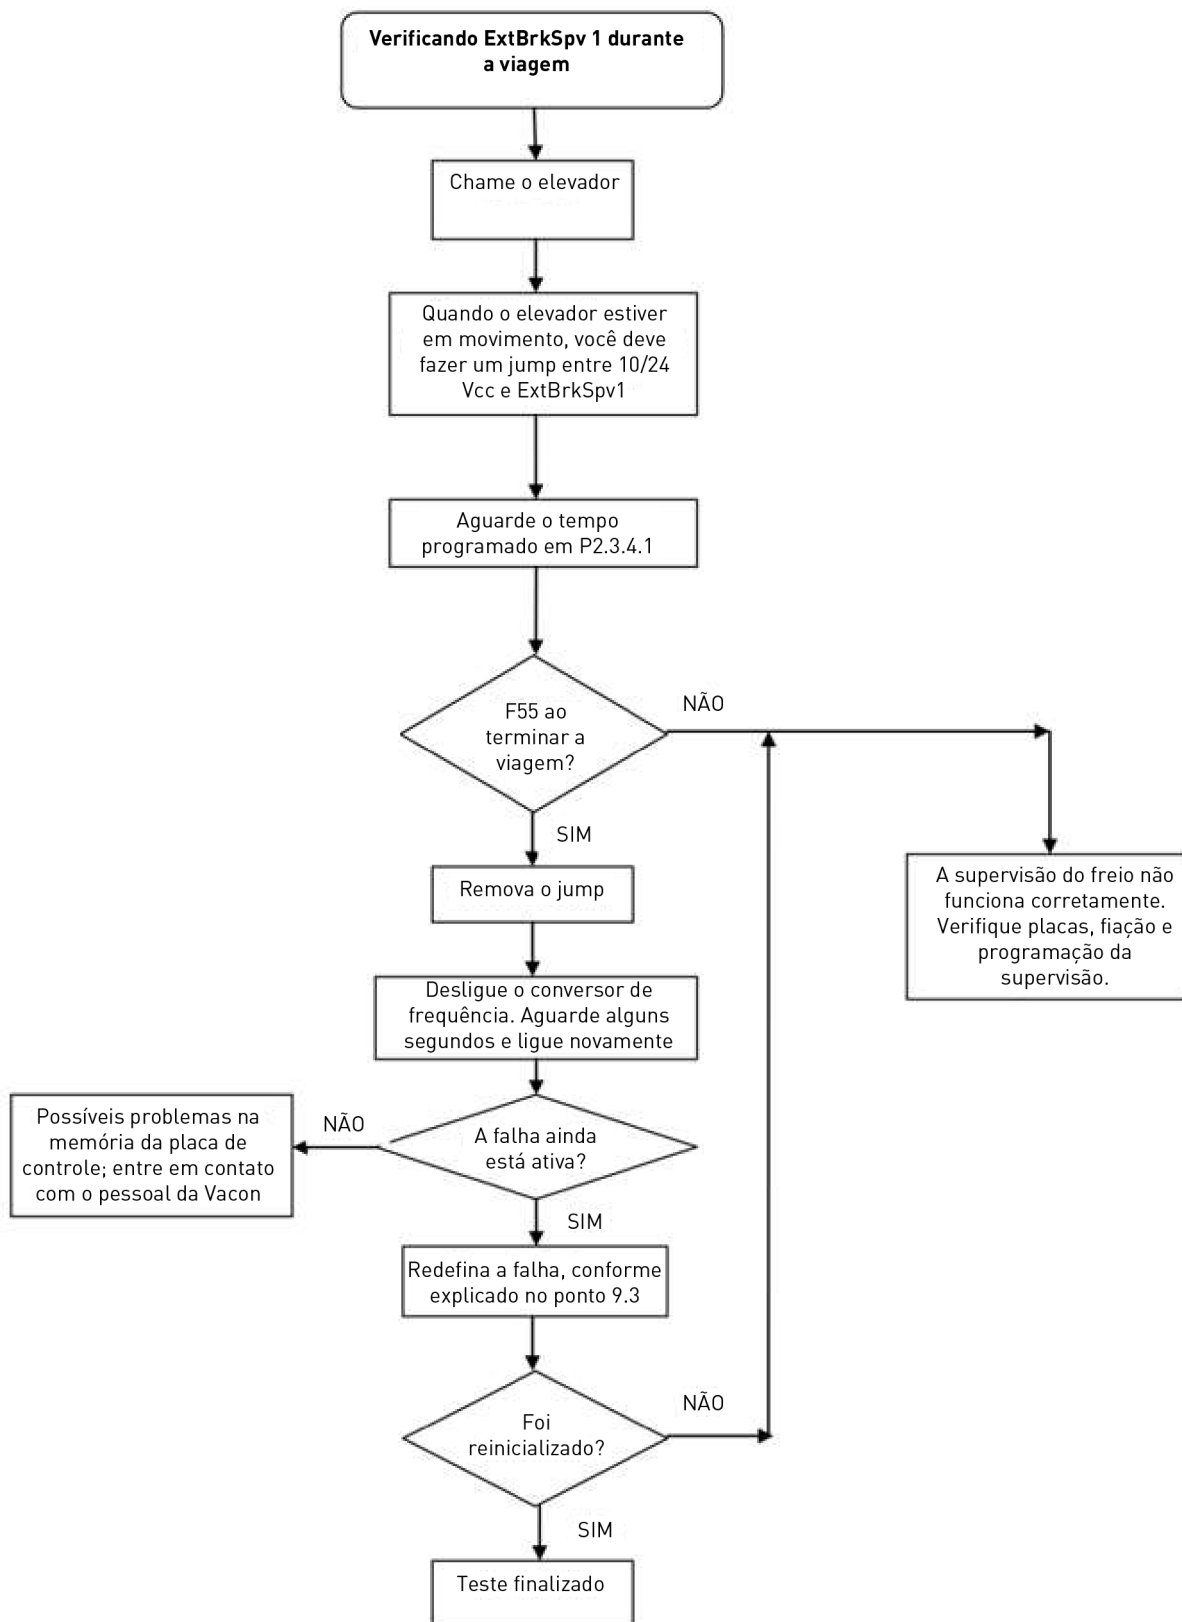 Verificando ExtBrkSpv 1 durante
a viagem
Chame o elevador
Quando o elevador estiver
em movimento, você deve
fazer um jump entre 10/24
Vcc e ExtBrkSpv1
Aguarde o tempo
programado em P2.3.4.1
F55 ao
terminar a
viagem?
NÃO
SIM
Remova o jump
A supervisão do freio não
funciona corretamente.
Verifique placas, fiação e
programação da
supervisão.
Desligue o conversor de
frequência. Aguarde alguns
segundos e ligue novamente
A falha ainda
está ativa?
NÃO
Possíveis problemas na
memória da placa de
controle; entre em contato
com o pessoal da Vacon
SIM
Redefina a falha, conforme
explicado no ponto 9.3
Foi
reinicializado?
NÃO
SIM
Teste finalizado